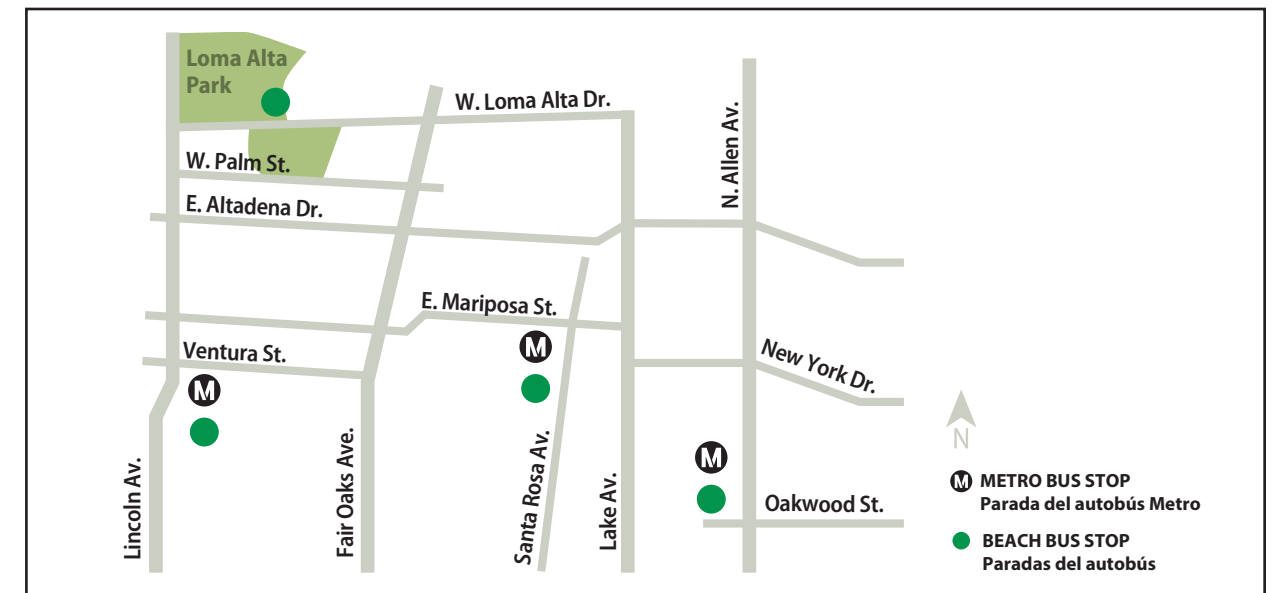 Loma Alta
Park
W. Loma Alta Dr.
N. Allen Av.
W. Palm St.
E. Altadena Dr.
E. Mariposa St.
Ventura St.
M
M
New York Dr.
Lincoln Av.
Fair Oaks Ave.
Santa Rosa Av.
Lake Av.
M
Oakwood St.
N
M METRO BUS STOP
Parada del autobús Metro
BEACH BUS STOP
Paradas del autobús